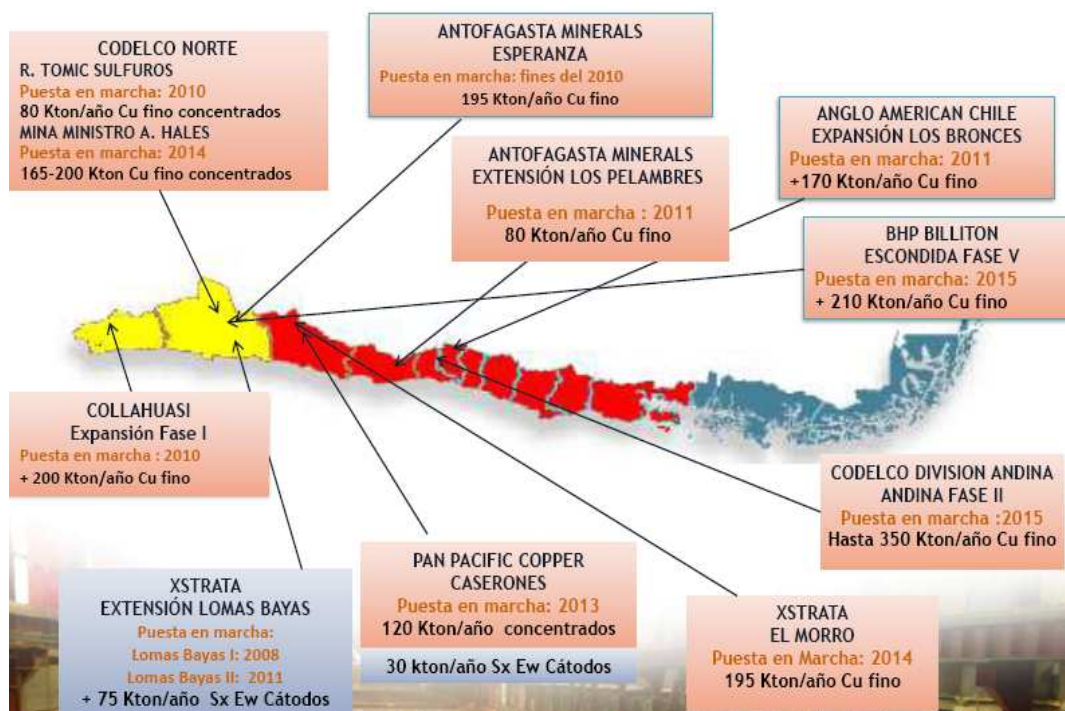 CODELCO NORTE
R. TOMIC SULFUROS
Puesta en marcha: 2010
80 Kton/año Cu fino concentrados
MINA MINISTRO A. HALES
Puesta en marcha: 2014
165-200 Kton Cu fino concentrados
ANTOFAGASTA MINERALS
ESPERANZA
Puesta en marcha: fines del 2010
195 Kton/año Cu fino
ANTOFAGASTA MINERALS
EXTENSIÓN LOS PELAMBRES
Puesta en marcha : 2011
80 Kton/año Cu fino
ANGLO AMERICAN CHILE
EXPANSIÓN LOS BRONCES
Puesta en marcha: 2011
+170 Kton/año Cu fino
BHP BILLITON
ESCONDIDA FASE V
Puesta en marcha: 2015
+ 210 Kton/año Cu fino
COLLAHUASI
Expansión Fase I
Puesta en marcha : 2010
+ 200 Kton/año Cu fino
XSTRATA
EXTENSIÓN LOMAS BAYAS
Puesta en marcha:
Lomas Bayas I: 2008
Lomas Bayas II: 2011
+ 75 Kton/año Sx Ew Cátodos
PAN PACIFIC COPPER
CASERONES
Puesta en marcha: 2013
120 Kton/año concentrados
30 kton/año Sx Ew Cátodos
XSTRATA
EL MORRO
Puesta en Marcha: 2014
195 Kton/año Cu fino
CODELCO DIVISION ANDINA
ANDINA FASE II
Puesta en marcha :2015
Hasta 350 Kton/año Cu fino